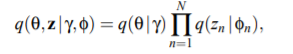 q(θ, z | γ, ϕ) = q(θ | γ) ∏_{n=1}^{N} q(z_n | ϕ_n),